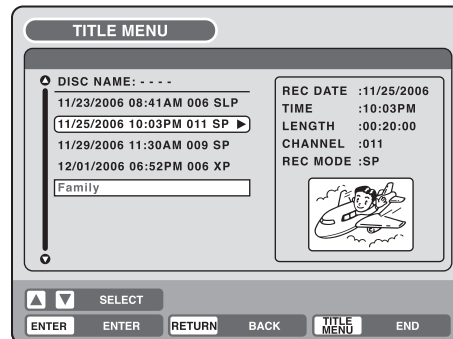 TITLE MENU
DISC NAME: - - - -
11/23/2006 08:41AM 006 SLP
11/25/2006 10:03PM 011 SP
11/29/2006 11:30AM 009 SP
12/01/2006 06:52PM 006 XP
Family
REC DATE :11/25/2006
TIME :10:03PM
LENGTH :00:20:00
CHANNEL :011
REC MODE :SP
SELECT
ENTER ENTER RETURN BACK TITLE MENU END